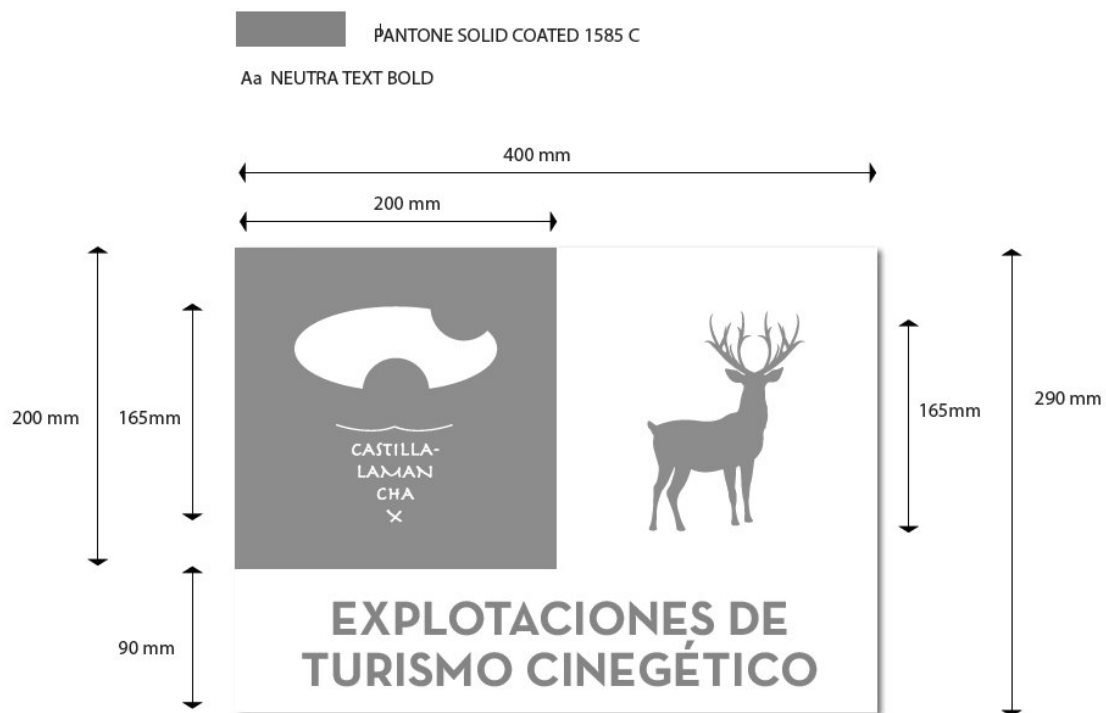 PANTONE SOLID COATED 1585 C
Aa NEUTRA TEXT BOLD
400 mm
200 mm
200 mm
165mm
165mm
290 mm
CASTILLA-
LAMAN
CHA
X
90 mm
EXPLOTACIONES DE
TURISMO CINEGÉTICO